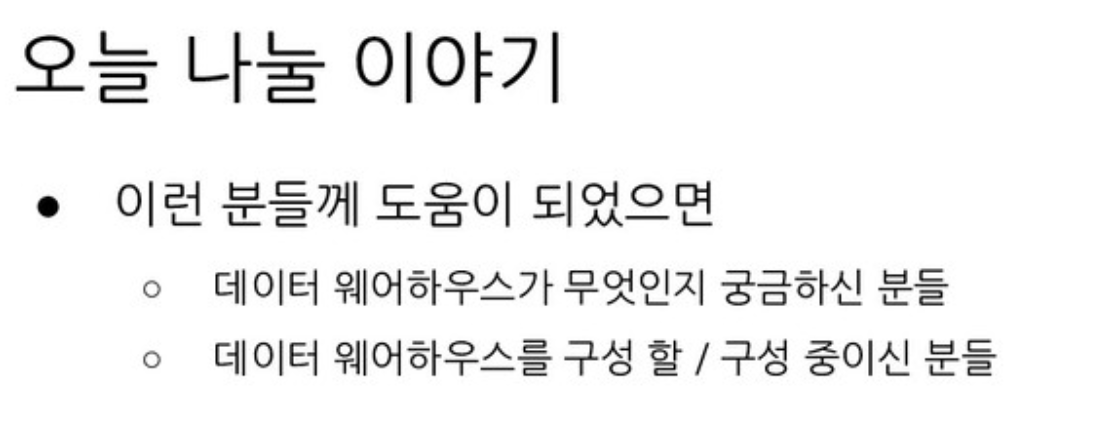 오늘 나눌 이야기
● 이런 분들께 도움이 되었으면
○ 데이터 웨어하우스가 무엇인지 궁금하신 분들
○ 데이터 웨어하우스를 구성 할 / 구성 중이신 분들